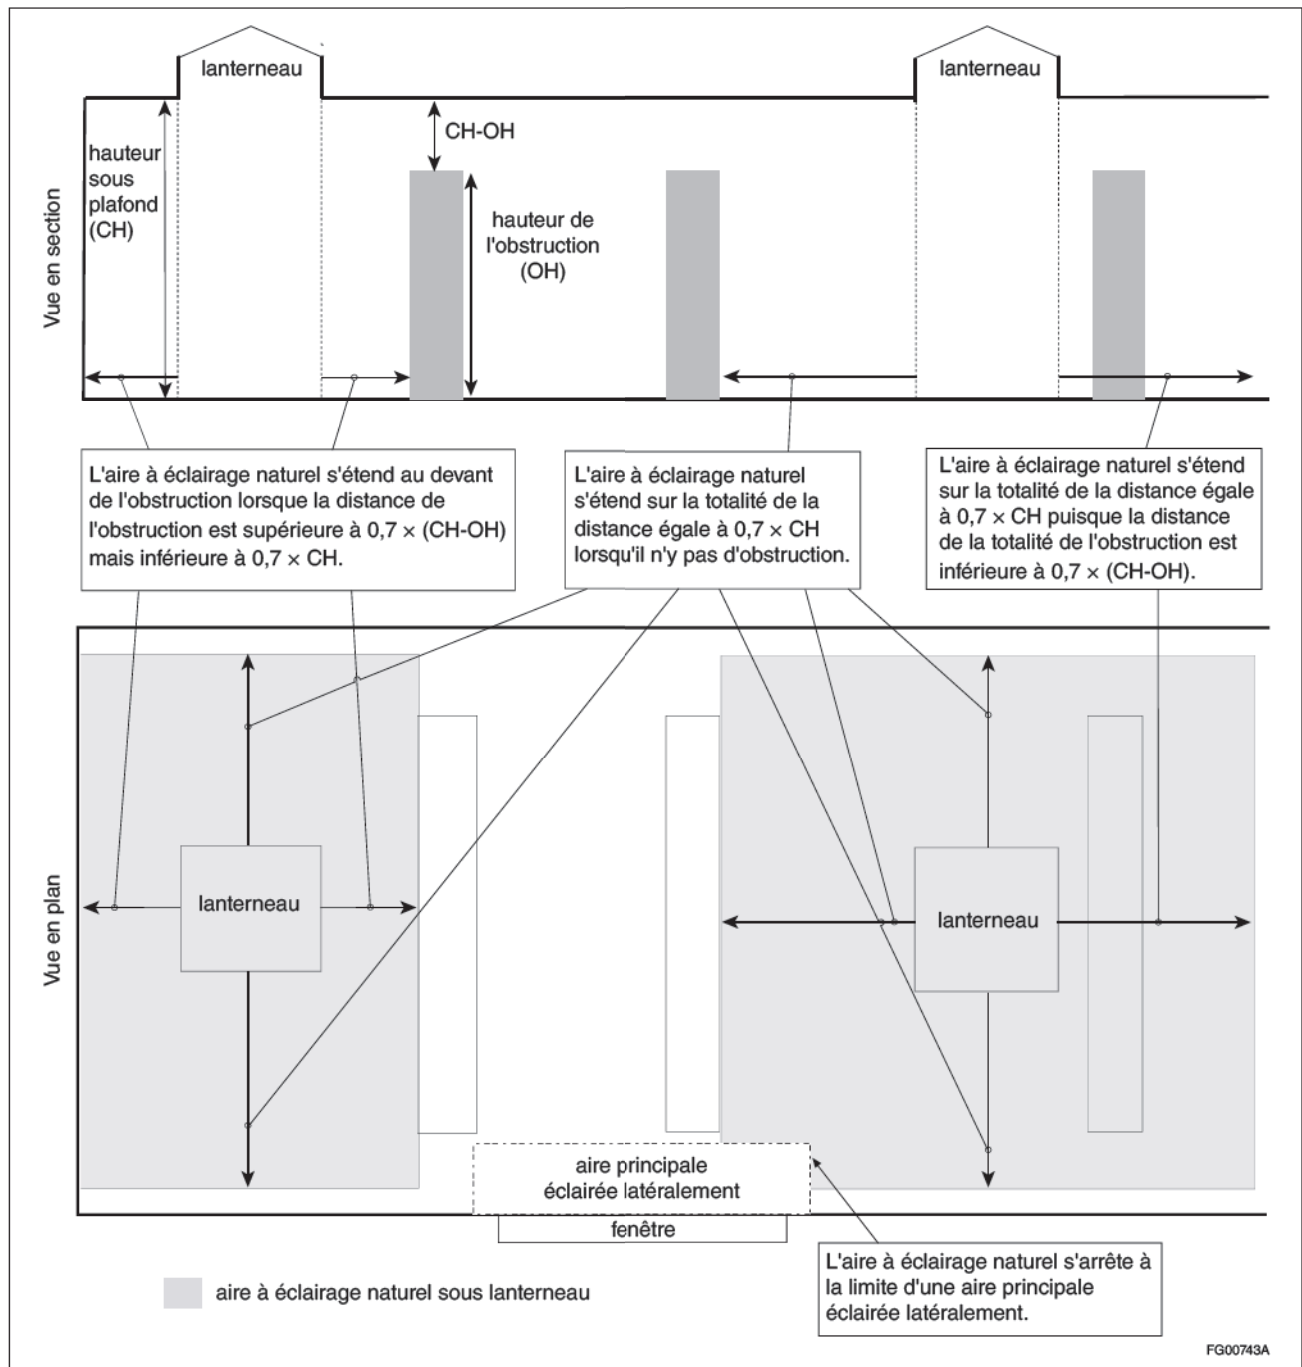 lanterneau
lanterneau
CH-OH
hauteur
sous
plafond
(CH)
hauteur de
l'obstruction
(OH)
Vue en section
L'aire à éclairage naturel s'étend au devant
de l'obstruction lorsque la distance de
l'obstruction est supérieure à 0,7 × (CH-OH)
mais inférieure à 0,7 × CH.
L'aire à éclairage naturel
s'étend sur la totalité de la
distance égale à 0,7 × CH
lorsqu'il n'y pas d'obstruction.
L'aire à éclairage naturel s'étend
sur la totalité de la distance égale
à 0,7 × CH puisque la distance
de la totalité de l'obstruction est
inférieure à 0,7 × (CH-OH).
Vue en plan
lanterneau
lanterneau
aire principale
éclairée latéralement
fenêtre
L'aire à éclairage naturel s'arrête à
la limite d'une aire principale
éclairée latéralement.
aire à éclairage naturel sous lanterneau
FG00743A